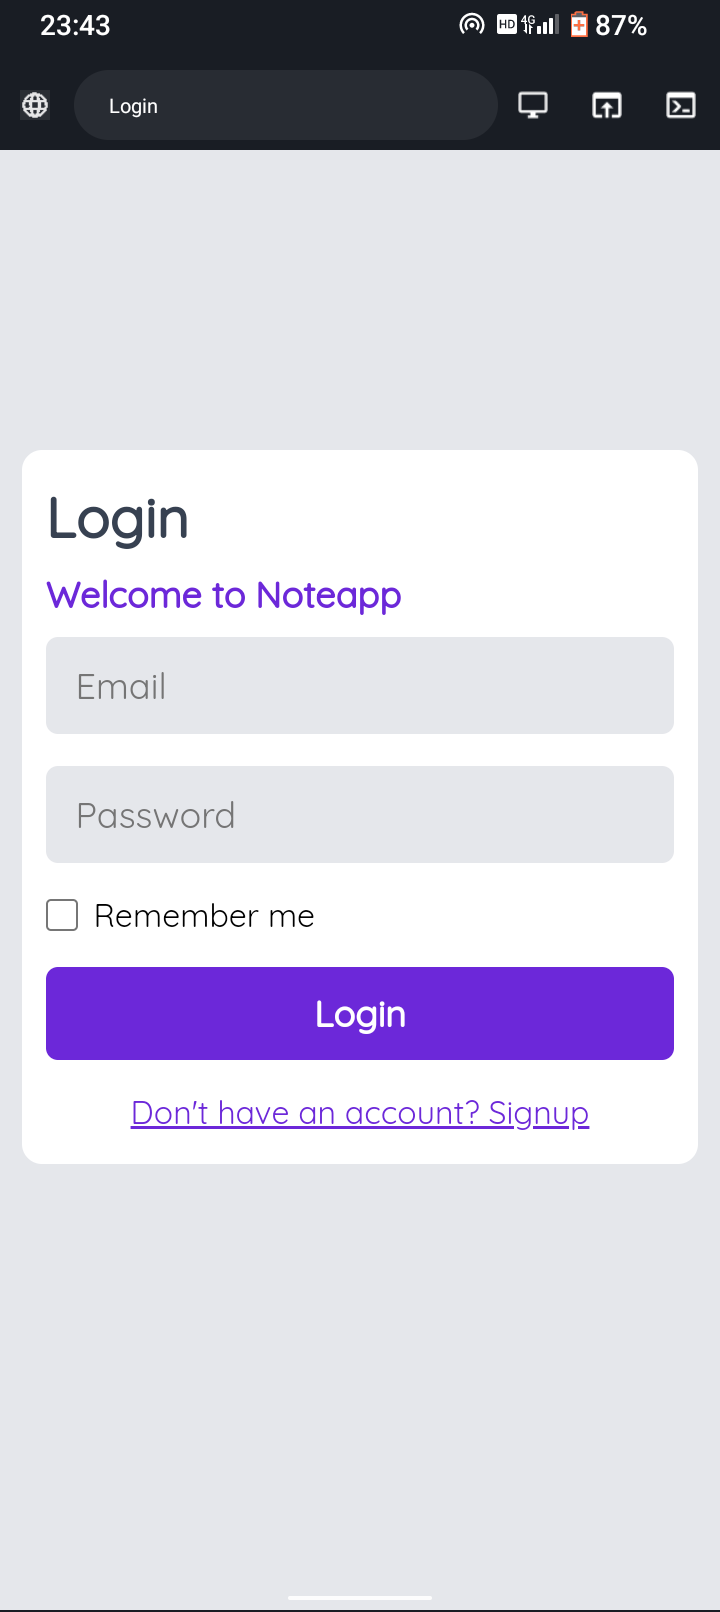 23:43 HD 4G 87%
Login
Login
Welcome to Noteapp
Email
Password
Remember me
Login
Don't have an account? Signup